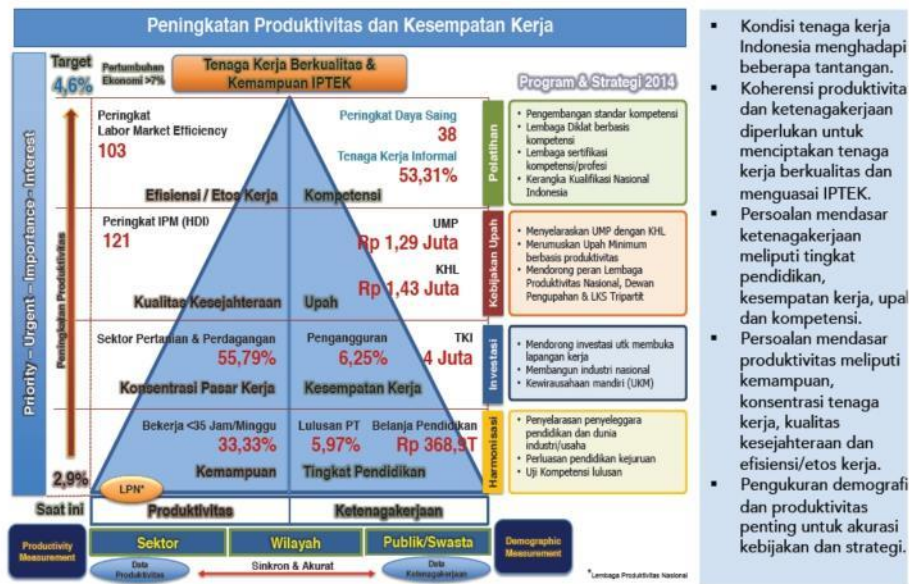 Peningkatan Produktivitas dan Kesempatan Kerja
Target
4,6%
Pertumbuhan
Ekonomi >7%
Tenaga Kerja Berkualitas &
Kemampuan IPTEK
Program & Strategi 2014
Priority – Urgent – Importance - Interest
Peningkatan Produktivitas
Peringkat
Labor Market Efficiency
103
Peringkat Daya Saing
38
Tenaga Kerja Informal
53,31%
Efisiensi / Etos Kerja
Kompetensi
Pelatihan
• Pengembangan standar kompetensi
• Lembaga Diklat berbasis
kompetensi
• Lembaga sertifikasi
kompetensi/profesi
• Kerangka Kualifikasi Nasional
Indonesia
Peringkat IPM (HDI)
121
UMP
Rp 1,29 Juta
KHL
Rp 1,43 Juta
Kualitas Kesejahteraan
Upah
Kebijakan Upah
• Menyelaraskan UMP dengan KHL
• Merumuskan Upah Minimum
berbasis produktivitas
• Mendorong peran Lembaga
Produktivitas Nasional, Dewan
Pengupahan & LKS Tripartit
Sektor Pertanian & Perdagangan
55,79%
Pengangguran
6,25%
TKI
4 Juta
Konsentrasi Pasar Kerja
Kesempatan Kerja
Investasi
• Mendorong investasi utk membuka
lapangan kerja
• Membangun industri nasional
• Kewirausahaan mandiri (UKM)
Bekerja <35 Jam/Minggu
33,33%
Lulusan PT
5,97%
Belanja Pendidikan
Rp 368,9T
Kemampuan
Tingkat Pendidikan
Harmonisasi
• Penyelarasan penyeleggara
pendidikan dan dunia
industri/usaha
• Perluasan pendidikan kejuruan
• Uji Kompetensi lulusan
2,9%
LPN*
Saat ini
Produktivitas
Ketenagakerjaan
Productivity
Measurement
Sektor
Wilayah
Publik/Swasta
Demographic
Measurement
Data
Produktivitas
Sinkron & Akurat
Data
Ketenagakerjaan
*Lembaga Produktivitas Nasional
▪ Kondisi tenaga kerja
Indonesia menghadapi
beberapa tantangan.
▪ Koherensi produktivita
dan ketenagakerjaan
diperlukan untuk
menciptakan tenaga
kerja berkualitas dan
menguasai IPTEK.
▪ Persoalan mendasar
ketenagakerjaan
meliputi tingkat
pendidikan,
kesempatan kerja, upa
dan kompetensi.
▪ Persoalan mendasar
produktivitas meliputi
kemampuan,
konsentrasi tenaga
kerja, kualitas
kesejahteraan dan
efisiensi/etos kerja.
▪ Pengukuran demografi
dan produktivitas
penting untuk akurasi
kebijakan dan strategi.